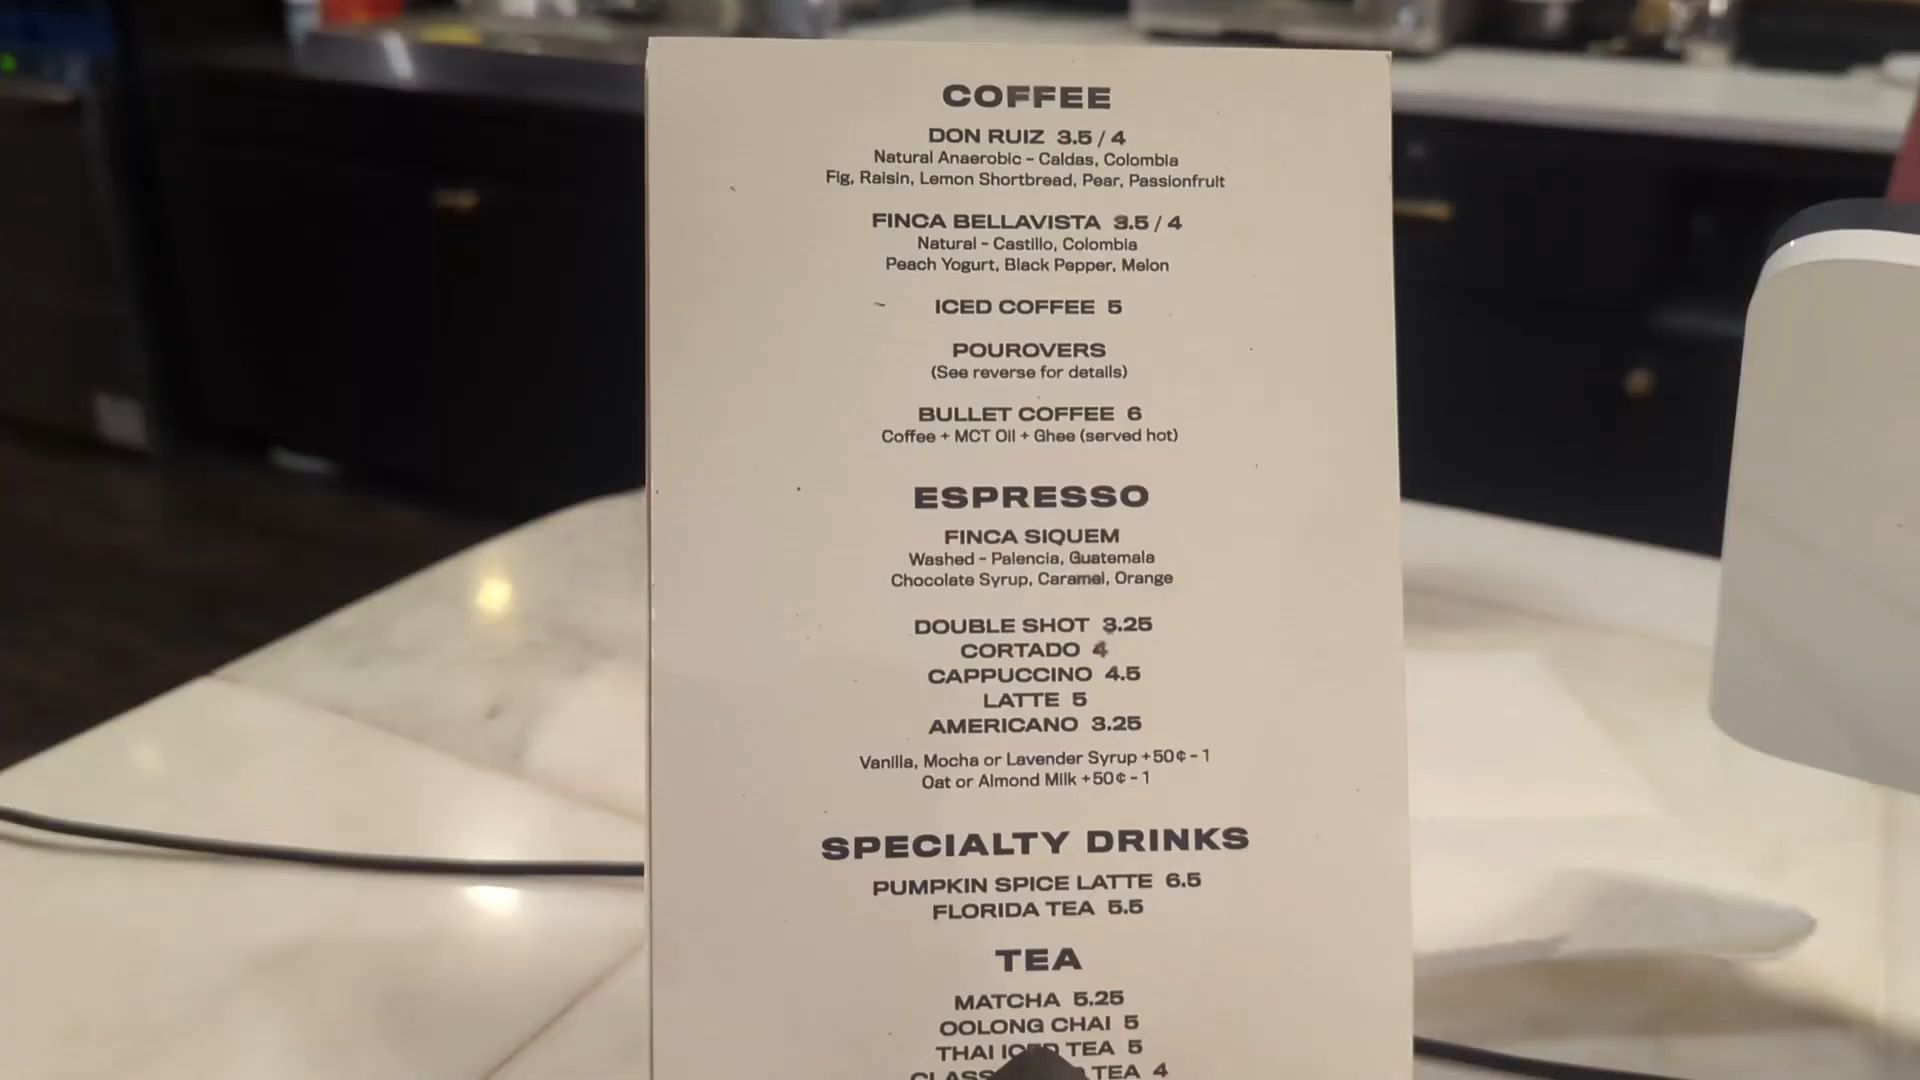 COFFEE
DON RUIZ 3.5 / 4
Natural Anaerobic - Caldas, Colombia
Fig, Raisin, Lemon Shortbread, Pear, Passionfruit
FINCA BELLAVISTA 3.5 / 4
Natural - Castillo, Colombia
Peach Yogurt, Black Pepper, Melon
ICED COFFEE 5
POUROVERS
(See reverse for details)
BULLET COFFEE 6
Coffee + MCT Oil + Ghee (served hot)
ESPRESSO
FINCA SIQUEM
Washed - Palencia, Guatemala
Chocolate Syrup, Caramel, Orange
DOUBLE SHOT 3.25
CORTADO 4
CAPPUCCINO 4.5
LATTE 5
AMERICANO 3.25
Vanilla, Mocha or Lavender Syrup +50¢ - 1
Oat or Almond Milk +50¢ - 1
SPECIALTY DRINKS
PUMPKIN SPICE LATTE 6.5
FLORIDA TEA 5.5
TEA
MATCHA 5.25
OOLONG CHAI 5
THAI ICED TEA 5
TEA 4